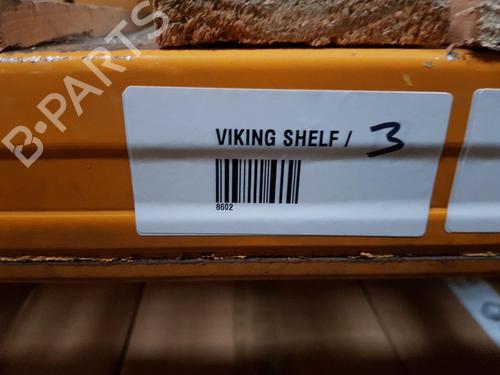 B-PARTS
VIKING SHELF / 3
8602